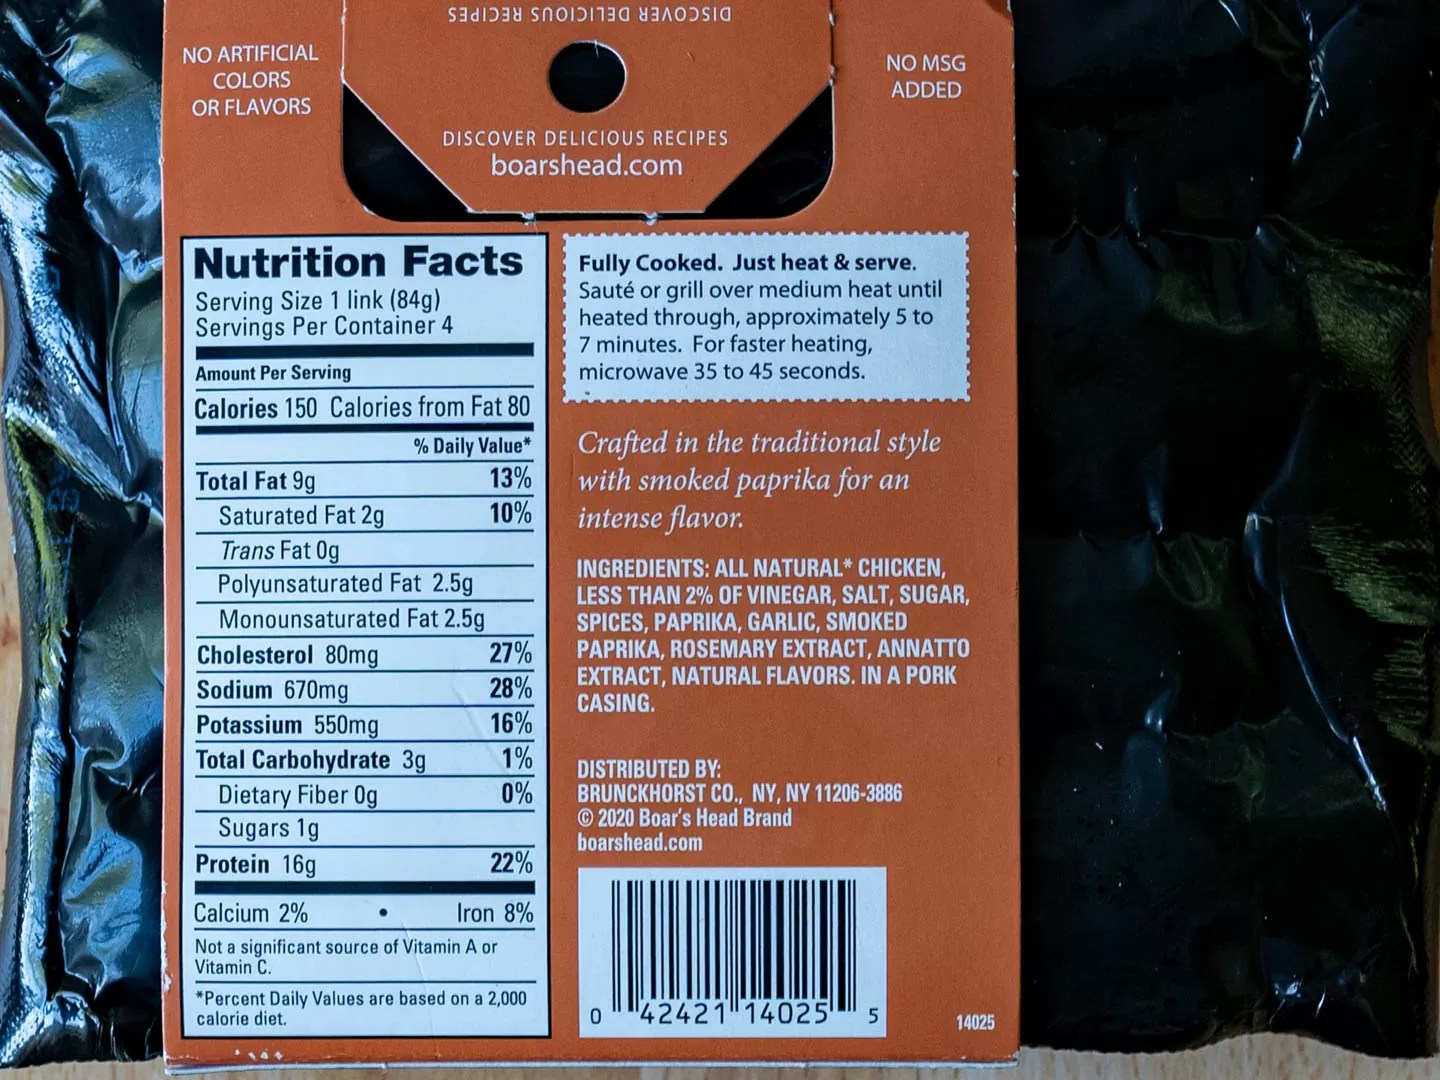 DISCOVER DELICIOUS RECIPES
NO ARTIFICIAL
COLORS
OR FLAVORS
NO MSG
ADDED
DISCOVER DELICIOUS RECIPES
boarshead.com
Nutrition Facts
Serving Size 1 link (84g)
Servings Per Container 4
Amount Per Serving
Calories 150 Calories from Fat 80
% Daily Value*
Total Fat 9g 13%
Saturated Fat 2g 10%
Trans Fat 0g
Polyunsaturated Fat 2.5g
Monounsaturated Fat 2.5g
Cholesterol 80mg 27%
Sodium 670mg 28%
Potassium 550mg 16%
Total Carbohydrate 3g 1%
Dietary Fiber 0g 0%
Sugars 1g
Protein 16g 22%
Calcium 2% • Iron 8%
Not a significant source of Vitamin A or
Vitamin C.
*Percent Daily Values are based on a 2,000
calorie diet.
Fully Cooked. Just heat & serve.
Sauté or grill over medium heat until
heated through, approximately 5 to
7 minutes. For faster heating,
microwave 35 to 45 seconds.
Crafted in the traditional style
with smoked paprika for an
intense flavor.
INGREDIENTS: ALL NATURAL* CHICKEN,
LESS THAN 2% OF VINEGAR, SALT, SUGAR,
SPICES, PAPRIKA, GARLIC, SMOKED
PAPRIKA, ROSEMARY EXTRACT, ANNATTO
EXTRACT, NATURAL FLAVORS. IN A PORK
CASING.
DISTRIBUTED BY:
BRUNCKHORST CO., NY, NY 11206-3886
© 2020 Boar's Head Brand
boarshead.com
0 42421 14025 5
14025